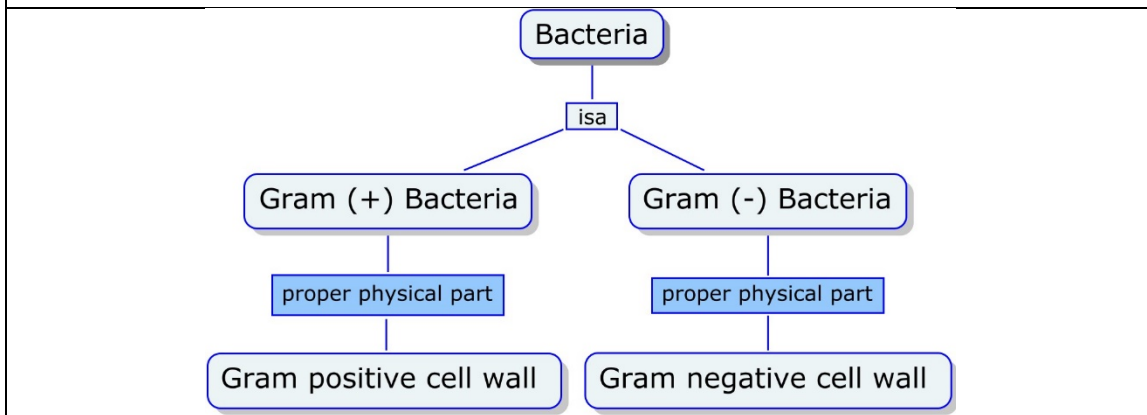 Bacteria
isa
Gram (+) Bacteria
Gram (-) Bacteria
proper physical part
proper physical part
Gram positive cell wall
Gram negative cell wall